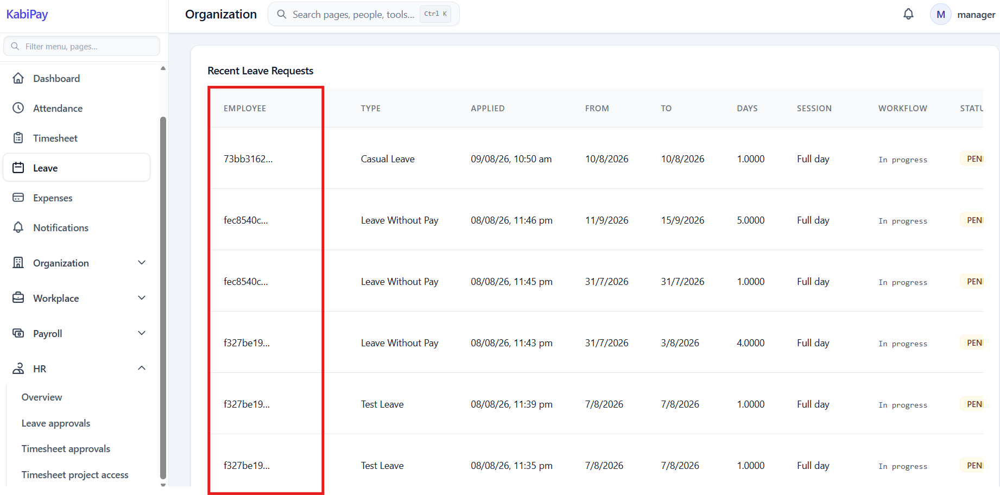 KabiPay
Organization
Search pages, people, tools...
Ctrl K
M
manager
Filter menu, pages...
Dashboard
Attendance
Timesheet
Leave
Expenses
Notifications
Organization
Workplace
Payroll
HR
Overview
Leave approvals
Timesheet approvals
Timesheet project access
Recent Leave Requests
EMPLOYEE TYPE APPLIED FROM TO DAYS SESSION WORKFLOW STATU
73bb3162... Casual Leave 09/08/26, 10:50 am 10/8/2026 10/8/2026 1.0000 Full day In progress PEN
fec8540c... Leave Without Pay 08/08/26, 11:46 pm 11/9/2026 15/9/2026 5.0000 Full day In progress PEN
fec8540c... Leave Without Pay 08/08/26, 11:45 pm 31/7/2026 31/7/2026 1.0000 Full day In progress PEN
f327be19... Leave Without Pay 08/08/26, 11:43 pm 31/7/2026 3/8/2026 4.0000 Full day In progress PEN
f327be19... Test Leave 08/08/26, 11:39 pm 7/8/2026 7/8/2026 1.0000 Full day In progress PEN
f327be19... Test Leave 08/08/26, 11:35 pm 7/8/2026 7/8/2026 1.0000 Full day In progress PEN